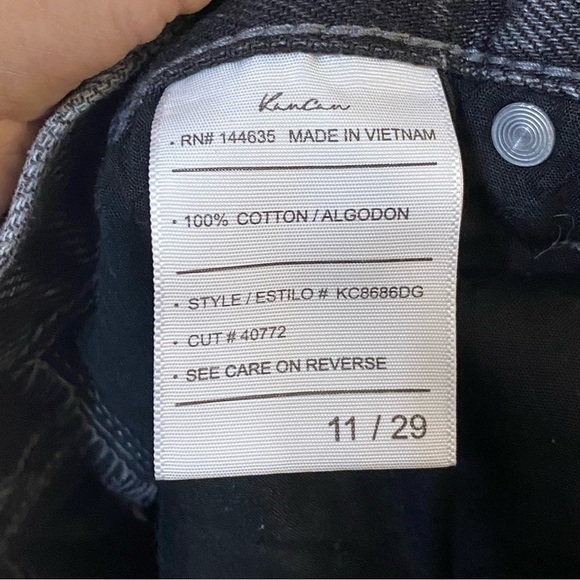 KanCan
• RN# 144635 MADE IN VIETNAM
• 100% COTTON / ALGODON
• STYLE / ESTILO # KC8686DG
• CUT # 40772
• SEE CARE ON REVERSE
11 / 29